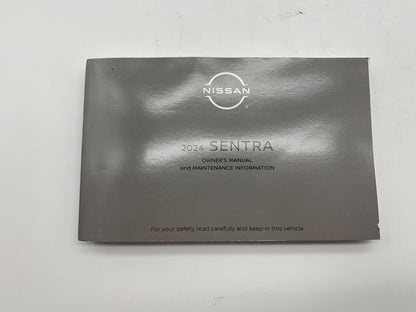 NISSAN
2024 SENTRA
OWNER'S MANUAL
and MAINTENANCE INFORMATION
For your safety, read carefully and keep in this vehicle.